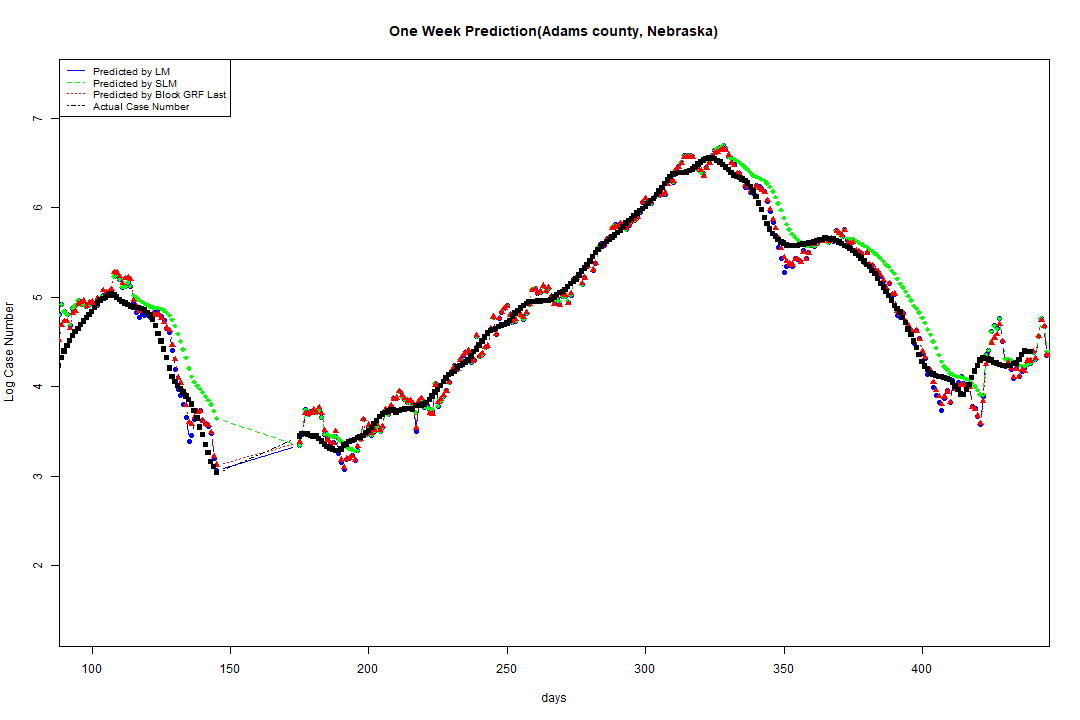 One Week Prediction(Adams county, Nebraska)
Predicted by LM
Predicted by SLM
Predicted by Block GRF Last
Actual Case Number
Log Case Number
7
6
5
4
3
2
100 150 200 250 300 350 400
days